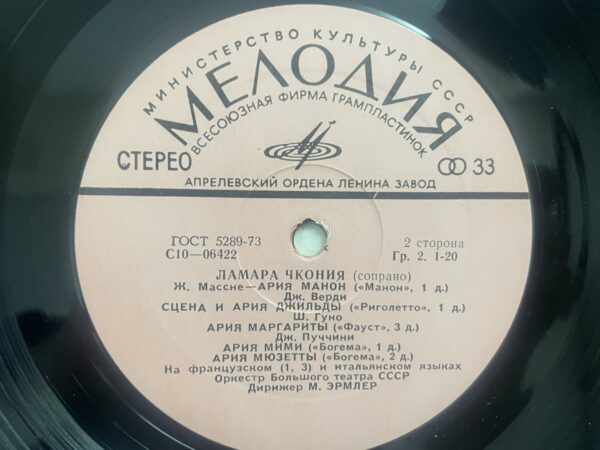 МИНИСТЕРСТВО КУЛЬТУРЫ СССР
МЕЛОДИЯ
ВСЕСОЮЗНАЯ ФИРМА ГРАМПЛАСТИНОК
СТЕРЕО
33
АПРЕЛЕВСКИЙ ОРДЕНА ЛЕНИНА ЗАВОД
ГОСТ 5289-73
2 сторона
С10—06422
Гр. 2. 1-20
ЛАМАРА ЧКОНИЯ (сопрано)
Ж. Массне—АРИЯ МАНОН («Манон», 1 д.)
Дж. Верди
СЦЕНА И АРИЯ ДЖИЛЬДЫ («Риголетто», 1 д.)
Ш. Гуно
АРИЯ МАРГАРИТЫ («Фауст», 3 д.)
Дж. Пуччини
АРИЯ МИМИ («Богема», 1 д.)
АРИЯ МЮЗЕТТЫ («Богема», 2 д.)
На французском (1, 3) и итальянском языках
Оркестр Большого театра СССР
Дирижер М. ЭРМЛЕР